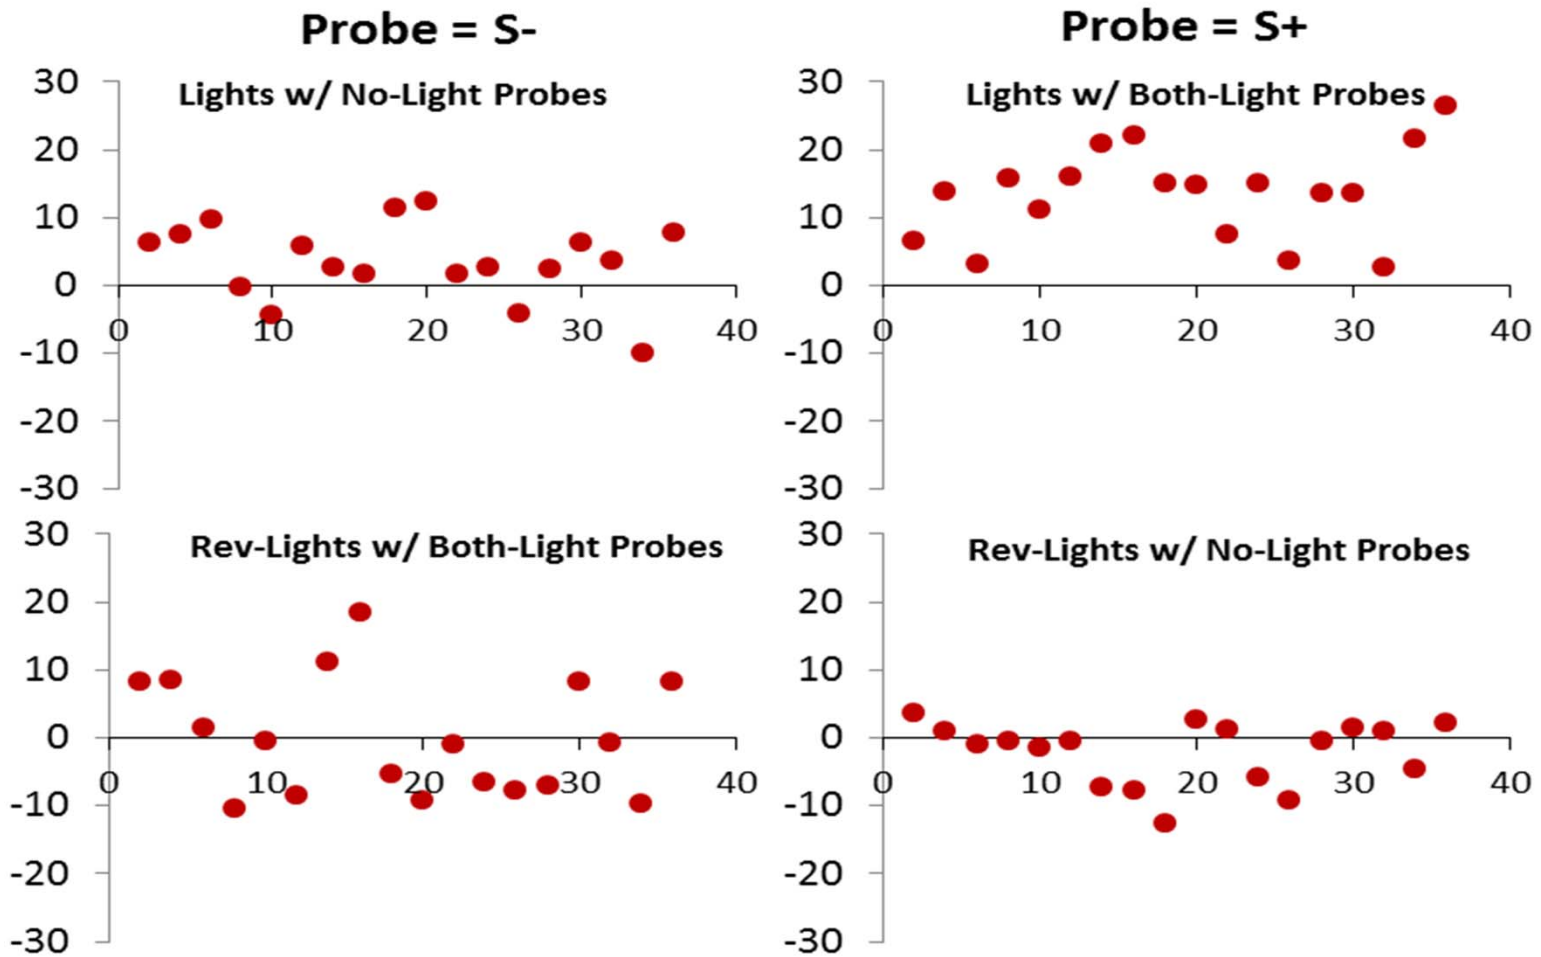 Probe = S-
Probe = S+
Lights w/ No-Light Probes
30
20
10
0
-10
-20
-30
0 10 20 30 40
Lights w/ Both-Light Probes
30
20
10
0
-10
-20
-30
0 10 20 30 40
Rev-Lights w/ Both-Light Probes
30
20
10
0
-10
-20
-30
0 10 20 30 40
Rev-Lights w/ No-Light Probes
30
20
10
0
-10
-20
-30
0 10 20 30 40